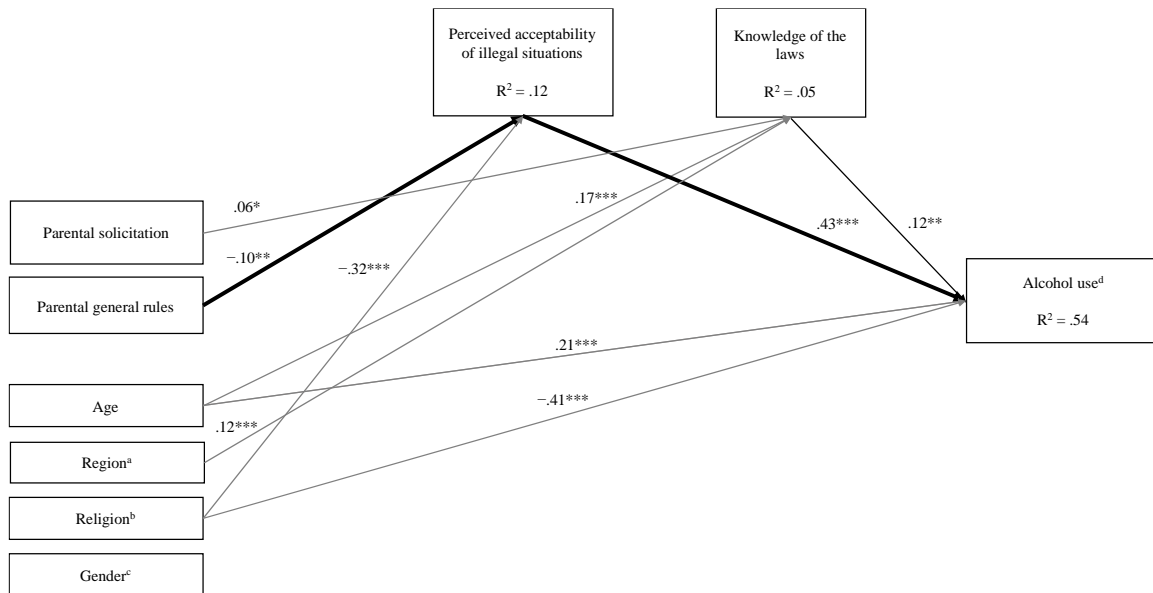 Perceived acceptability
of illegal situations
R² = .12
Knowledge of the
laws
R² = .05
.06*
.17***
Parental solicitation
.43***
.12**
−.10**
−.32***
Parental general rules
Alcohol useᵈ
R² = .54
.21***
Age
−.41***
.12***
Regionᵃ
Religionᵇ
Genderᶜ